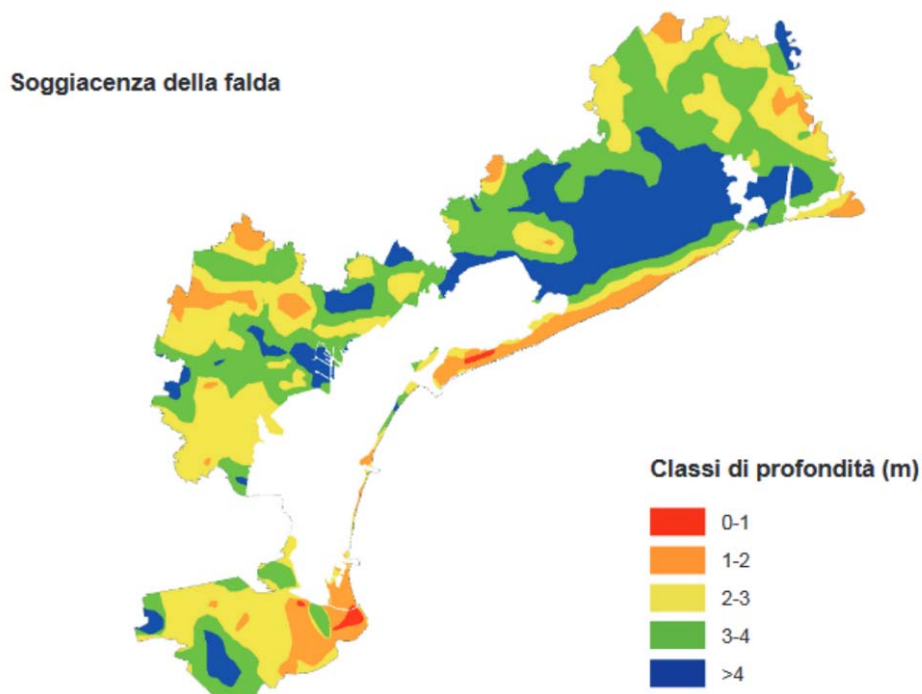 Soggiacenza della falda
Classi di profondità (m)
0-1
1-2
2-3
3-4
>4